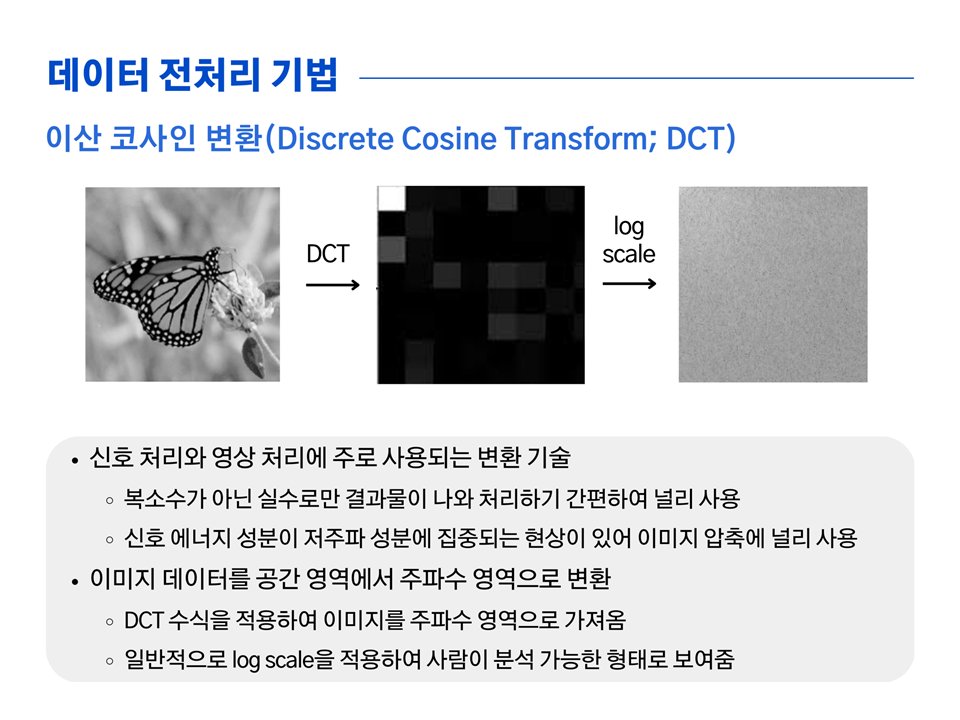 데이터 전처리 기법
이산 코사인 변환(Discrete Cosine Transform; DCT)
DCT
log
scale
• 신호 처리와 영상 처리에 주로 사용되는 변환 기술
◦ 복소수가 아닌 실수로만 결과물이 나와 처리하기 간편하여 널리 사용
◦ 신호 에너지 성분이 저주파 성분에 집중되는 현상이 있어 이미지 압축에 널리 사용
• 이미지 데이터를 공간 영역에서 주파수 영역으로 변환
◦ DCT 수식을 적용하여 이미지를 주파수 영역으로 가져옴
◦ 일반적으로 log scale을 적용하여 사람이 분석 가능한 형태로 보여줌